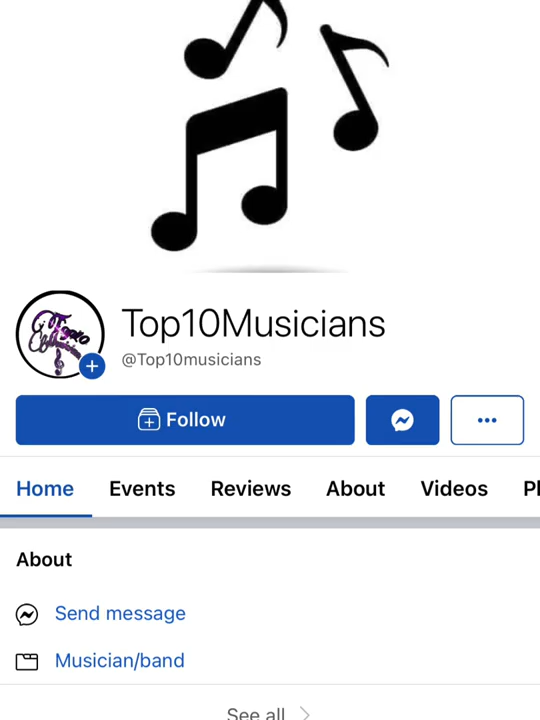 Top10Musicians
@Top10musicians
Follow
Home Events Reviews About Videos
About
Send message
Musician/band
See all